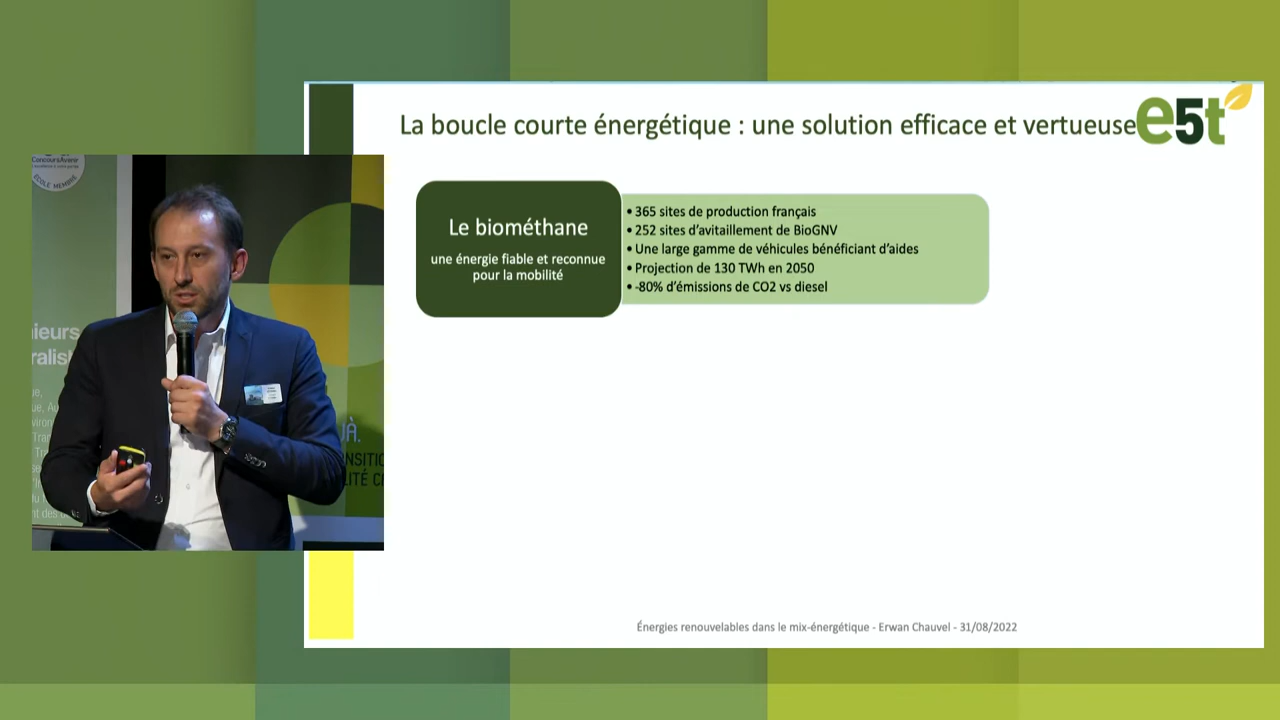 La boucle courte énergétique : une solution efficace et vertueuse
e5t
Le biométhane
une énergie fiable et reconnue
pour la mobilité
• 365 sites de production français
• 252 sites d'avitaillement de BioGNV
• Une large gamme de véhicules bénéficiant d'aides
• Projection de 130 TWh en 2050
• -80% d'émissions de CO2 vs diesel
Énergies renouvelables dans le mix-énergétique - Erwan Chauvel - 31/08/2022
ConcoursAvenir
ÉCOLE MEMBRE